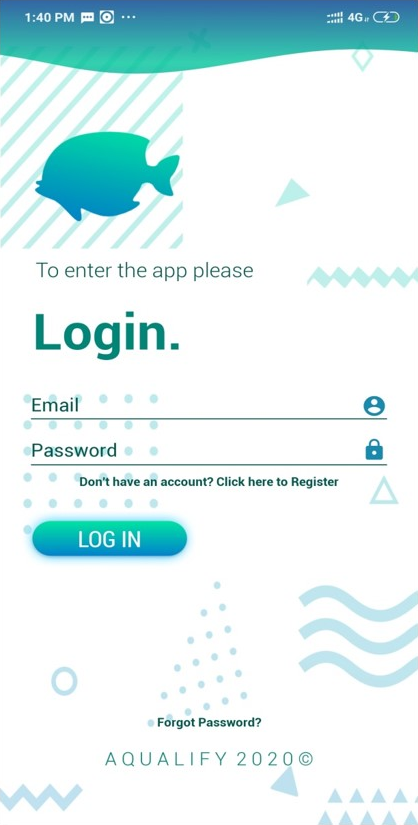 1:40 PM ... 4G
To enter the app please
Login.
Email
Password
Don't have an account? Click here to Register
LOG IN
Forgot Password?
AQUALIFY 2020©